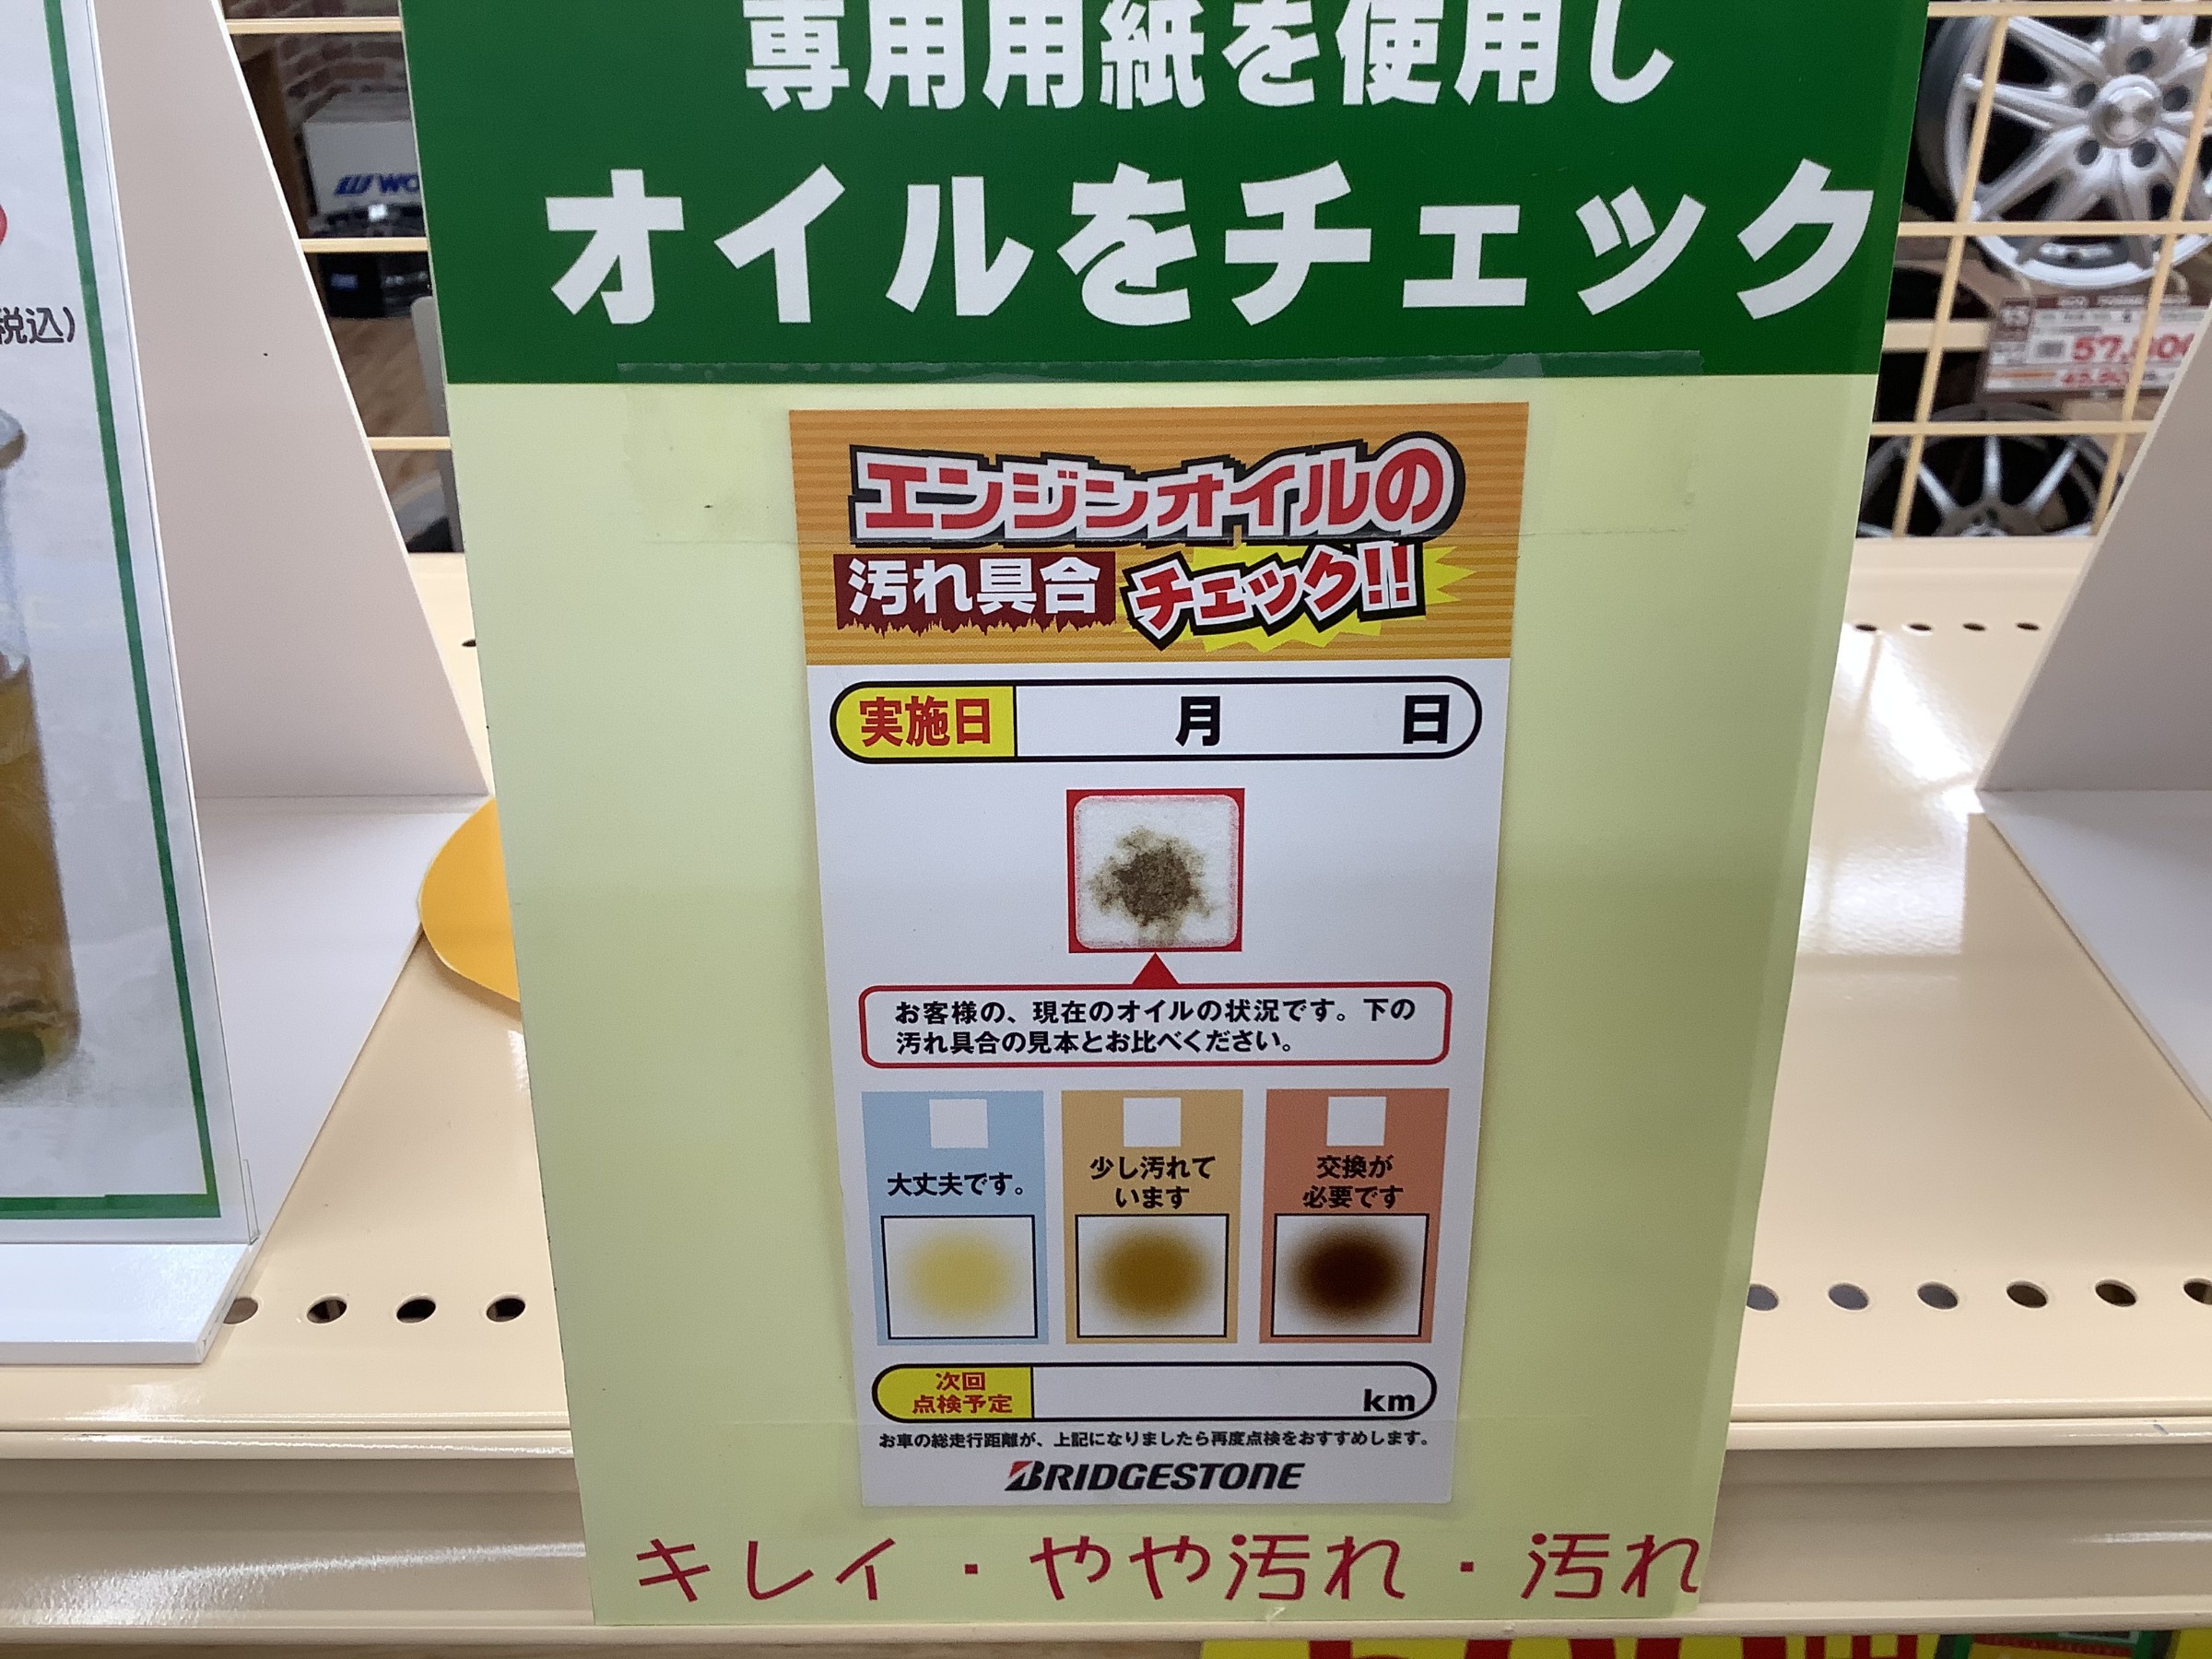 専用用紙を使用し
オイルをチェック
税込)
エンジンオイルの
汚れ具合 チェック!!
実施日 月 日
お客様の、現在のオイルの状況です。下の
汚れ具合の見本とお比べください。
大丈夫です。
少し汚れて
います
交換が
必要です
次回
点検予定 km
お車の総走行距離が、上記になりましたら再度点検をおすすめします。
BRIDGESTONE
キレイ・やや汚れ・汚れ